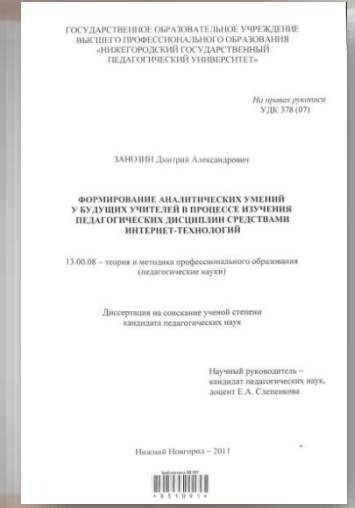 ГОСУДАРСТВЕННОЕ ОБРАЗОВАТЕЛЬНОЕ УЧРЕЖДЕНИЕ
ВЫСШЕГО ПРОФЕССИОНАЛЬНОГО ОБРАЗОВАНИЯ
«НИЖЕГОРОДСКИЙ ГОСУДАРСТВЕННЫЙ
ПЕДАГОГИЧЕСКИЙ УНИВЕРСИТЕТ»
На правах рукописи
УДК 378 (07)
ЗАНОЗИН Дмитрий Александрович
ФОРМИРОВАНИЕ АНАЛИТИЧЕСКИХ УМЕНИЙ
У БУДУЩИХ УЧИТЕЛЕЙ В ПРОЦЕССЕ ИЗУЧЕНИЯ
ПЕДАГОГИЧЕСКИХ ДИСЦИПЛИН СРЕДСТВАМИ
ИНТЕРНЕТ-ТЕХНОЛОГИЙ
13.00.08 – теория и методика профессионального образования
(педагогические науки)
Диссертация на соискание ученой степени
кандидата педагогических наук
Научный руководитель –
кандидат педагогических наук,
доцент Е.А. Слепенкова
Нижний Новгород – 2011